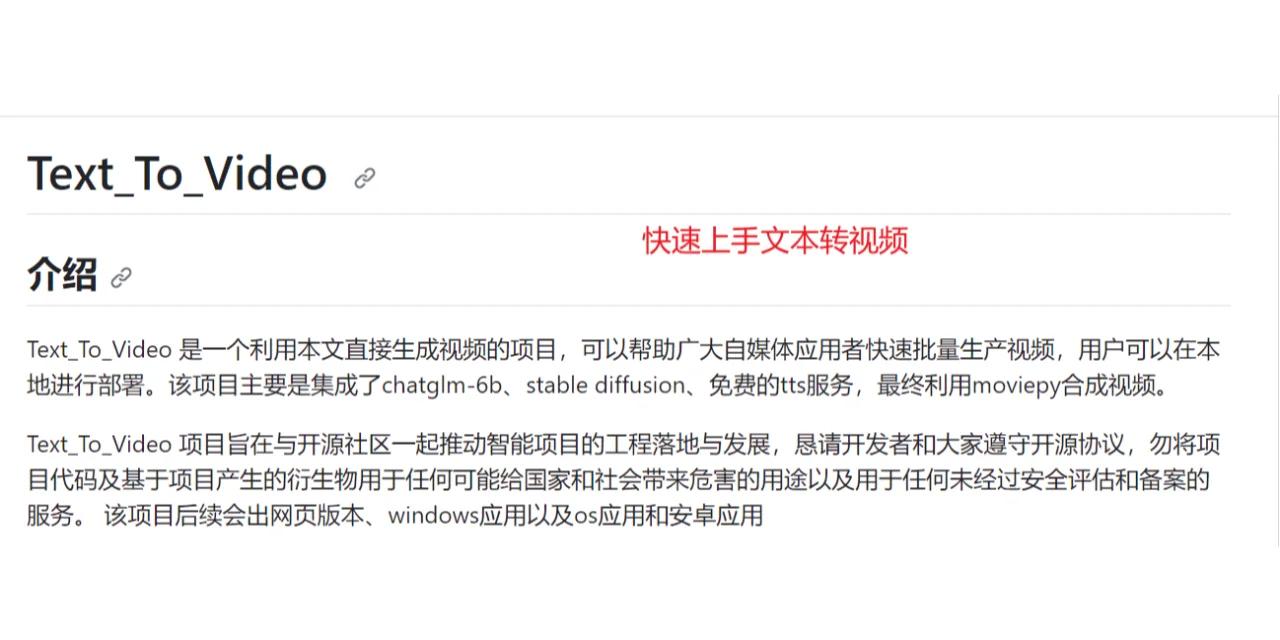 Text_To_Video
快速上手文本转视频
介绍
Text_To_Video 是一个利用本文直接生成视频的项目，可以帮助广大自媒体应用者快速批量生产视频，用户可以在本
地进行部署。该项目主要是集成了chatglm-6b、stable diffusion、免费的tts服务，最终利用moviepy合成视频。
Text_To_Video 项目旨在与开源社区一起推动智能项目的工程落地与发展，恳请开发者和大家遵守开源协议，勿将项
目代码及基于项目产生的衍生物用于任何可能给国家和社会带来危害的用途以及用于任何未经过安全评估和备案的
服务。 该项目后续会出网页版本、windows应用以及os应用和安卓应用